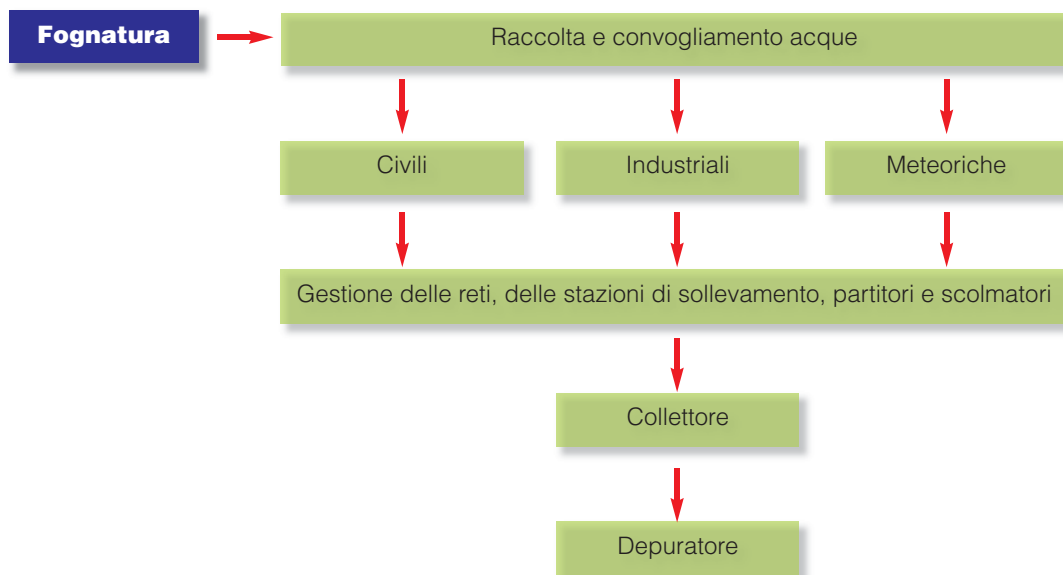 Fognatura
Raccolta e convogliamento acque
Civili
Industriali
Meteoriche
Gestione delle reti, delle stazioni di sollevamento, partitori e scolmatori
Collettore
Depuratore